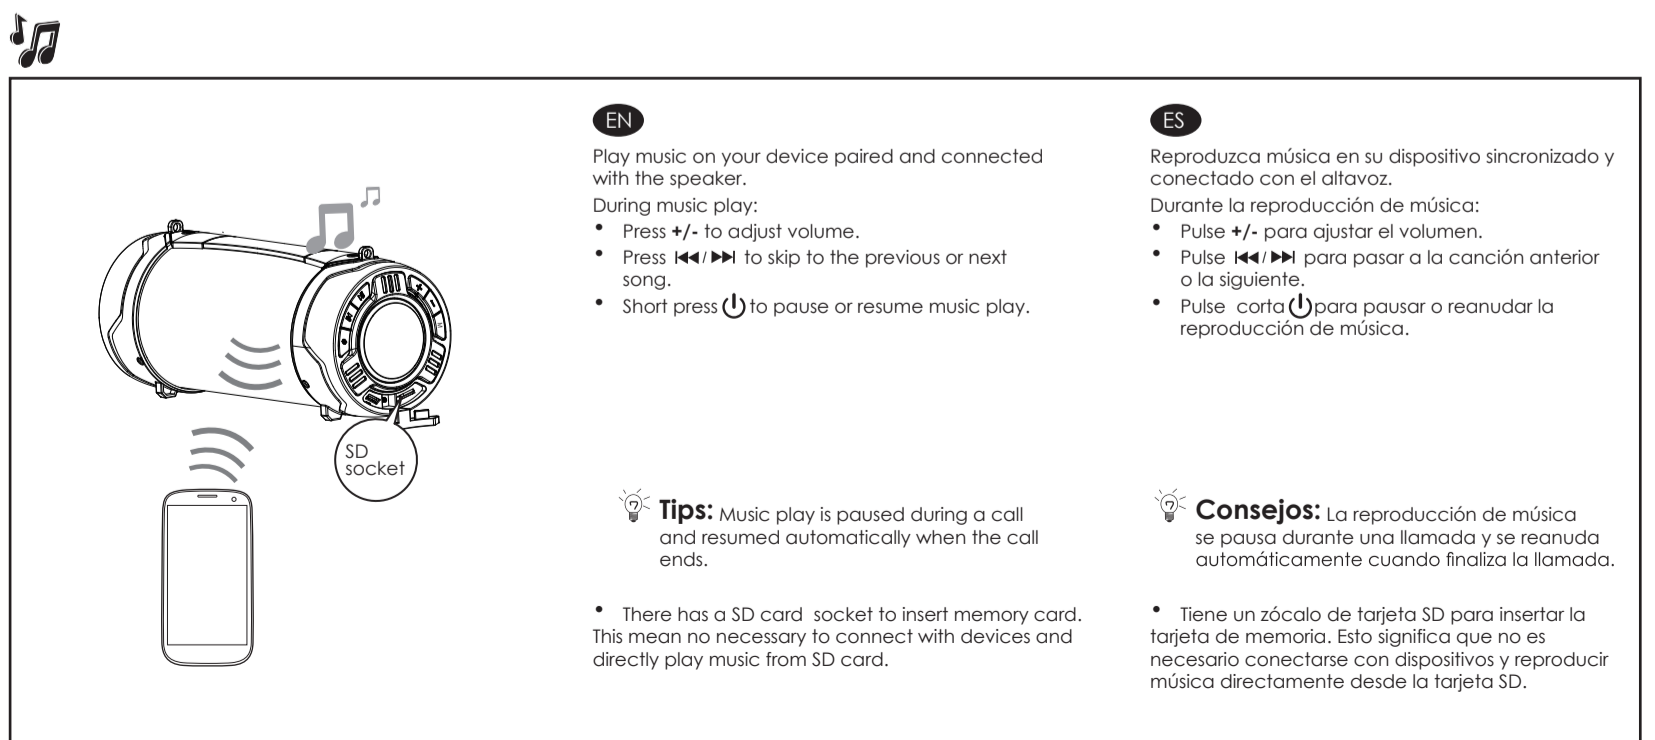 SD
socket
EN
Play music on your device paired and connected
with the speaker.
During music play:
• Press +/- to adjust volume.
• Press ⏮/⏭ to skip to the previous or next
song.
• Short press ⏻ to pause or resume music play.
Tips: Music play is paused during a call
and resumed automatically when the call
ends.
• There has a SD card socket to insert memory card.
This mean no necessary to connect with devices and
directly play music from SD card.
ES
Reproduzca música en su dispositivo sincronizado y
conectado con el altavoz.
Durante la reproducción de música:
• Pulse +/- para ajustar el volumen.
• Pulse ⏮/⏭ para pasar a la canción anterior
o la siguiente.
• Pulse corta ⏻ para pausar o reanudar la
reproducción de música.
Consejos: La reproducción de música
se pausa durante una llamada y se reanuda
automáticamente cuando finaliza la llamada.
• Tiene un zócalo de tarjeta SD para insertar la
tarjeta de memoria. Esto significa que no es
necesario conectarse con dispositivos y reproducir
música directamente desde la tarjeta SD.